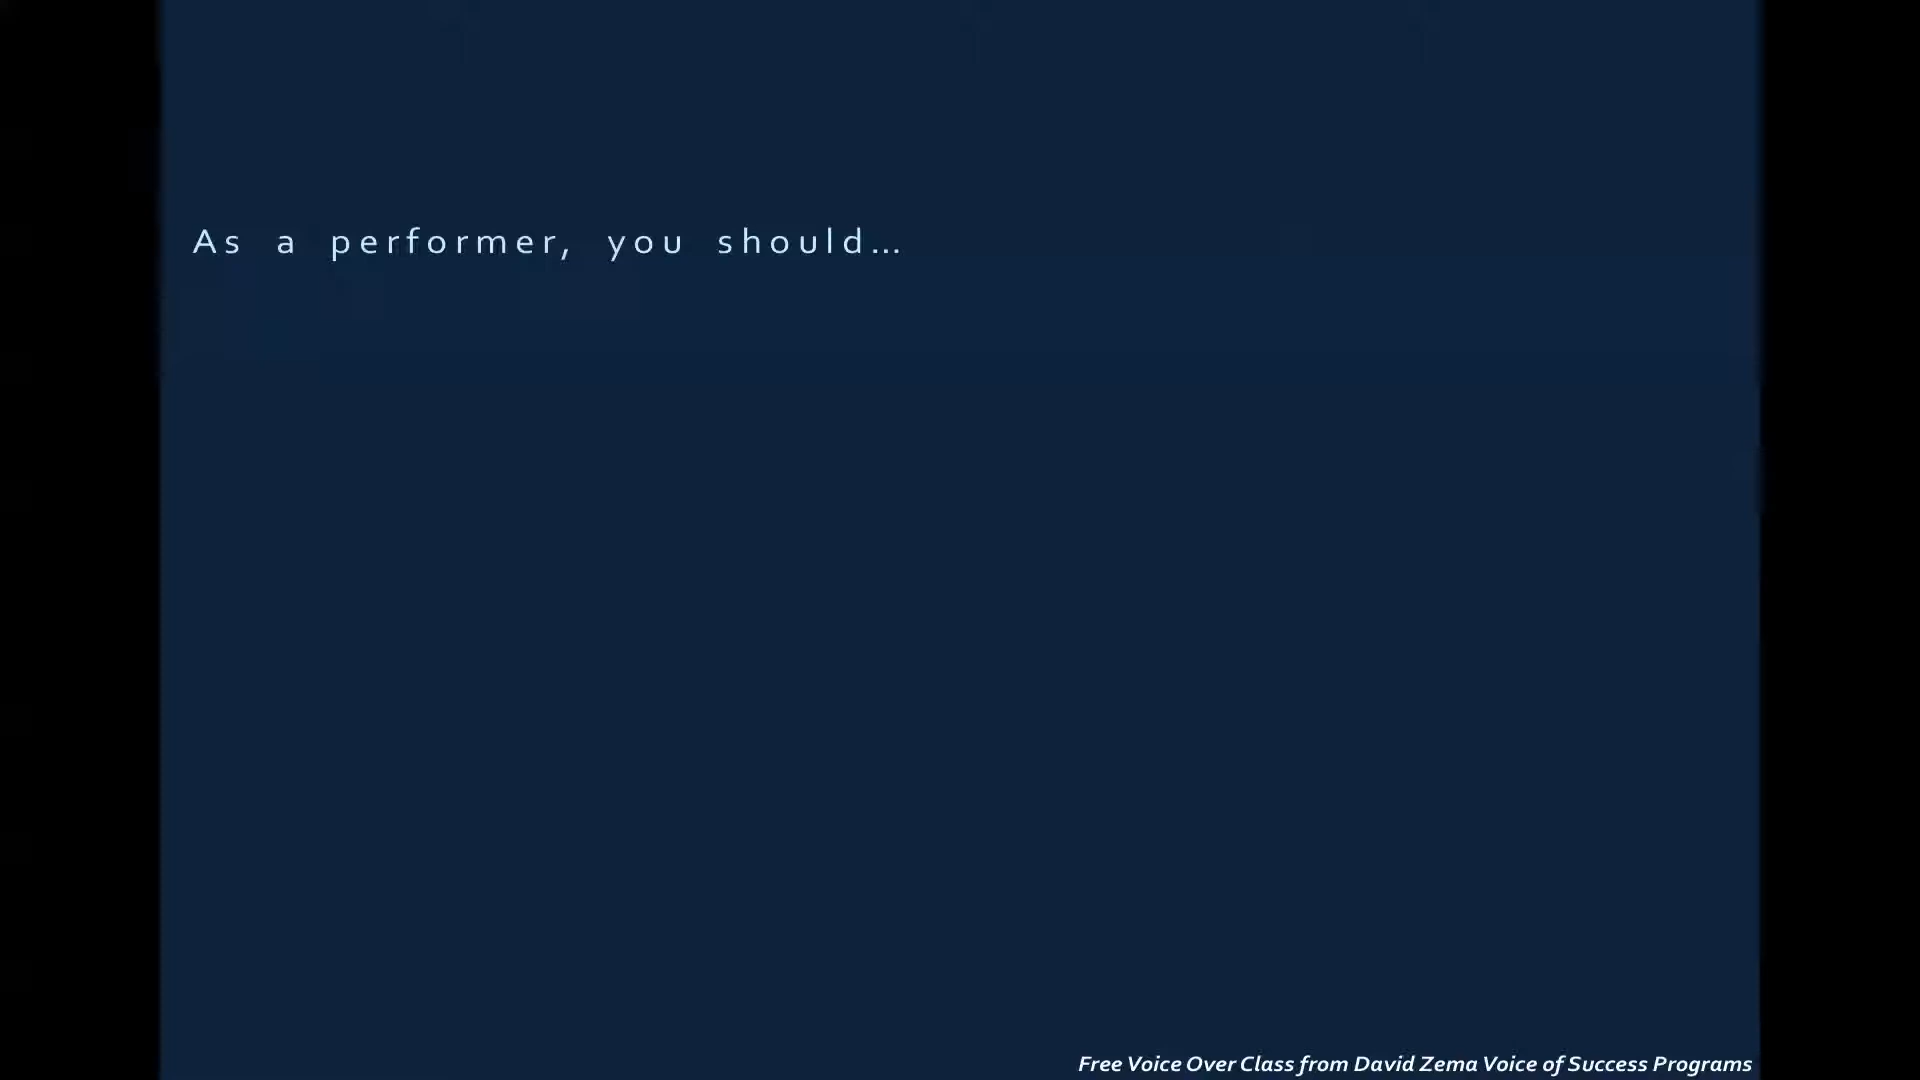 As a performer, you should…
Free Voice Over Class from David Zema Voice of Success Programs